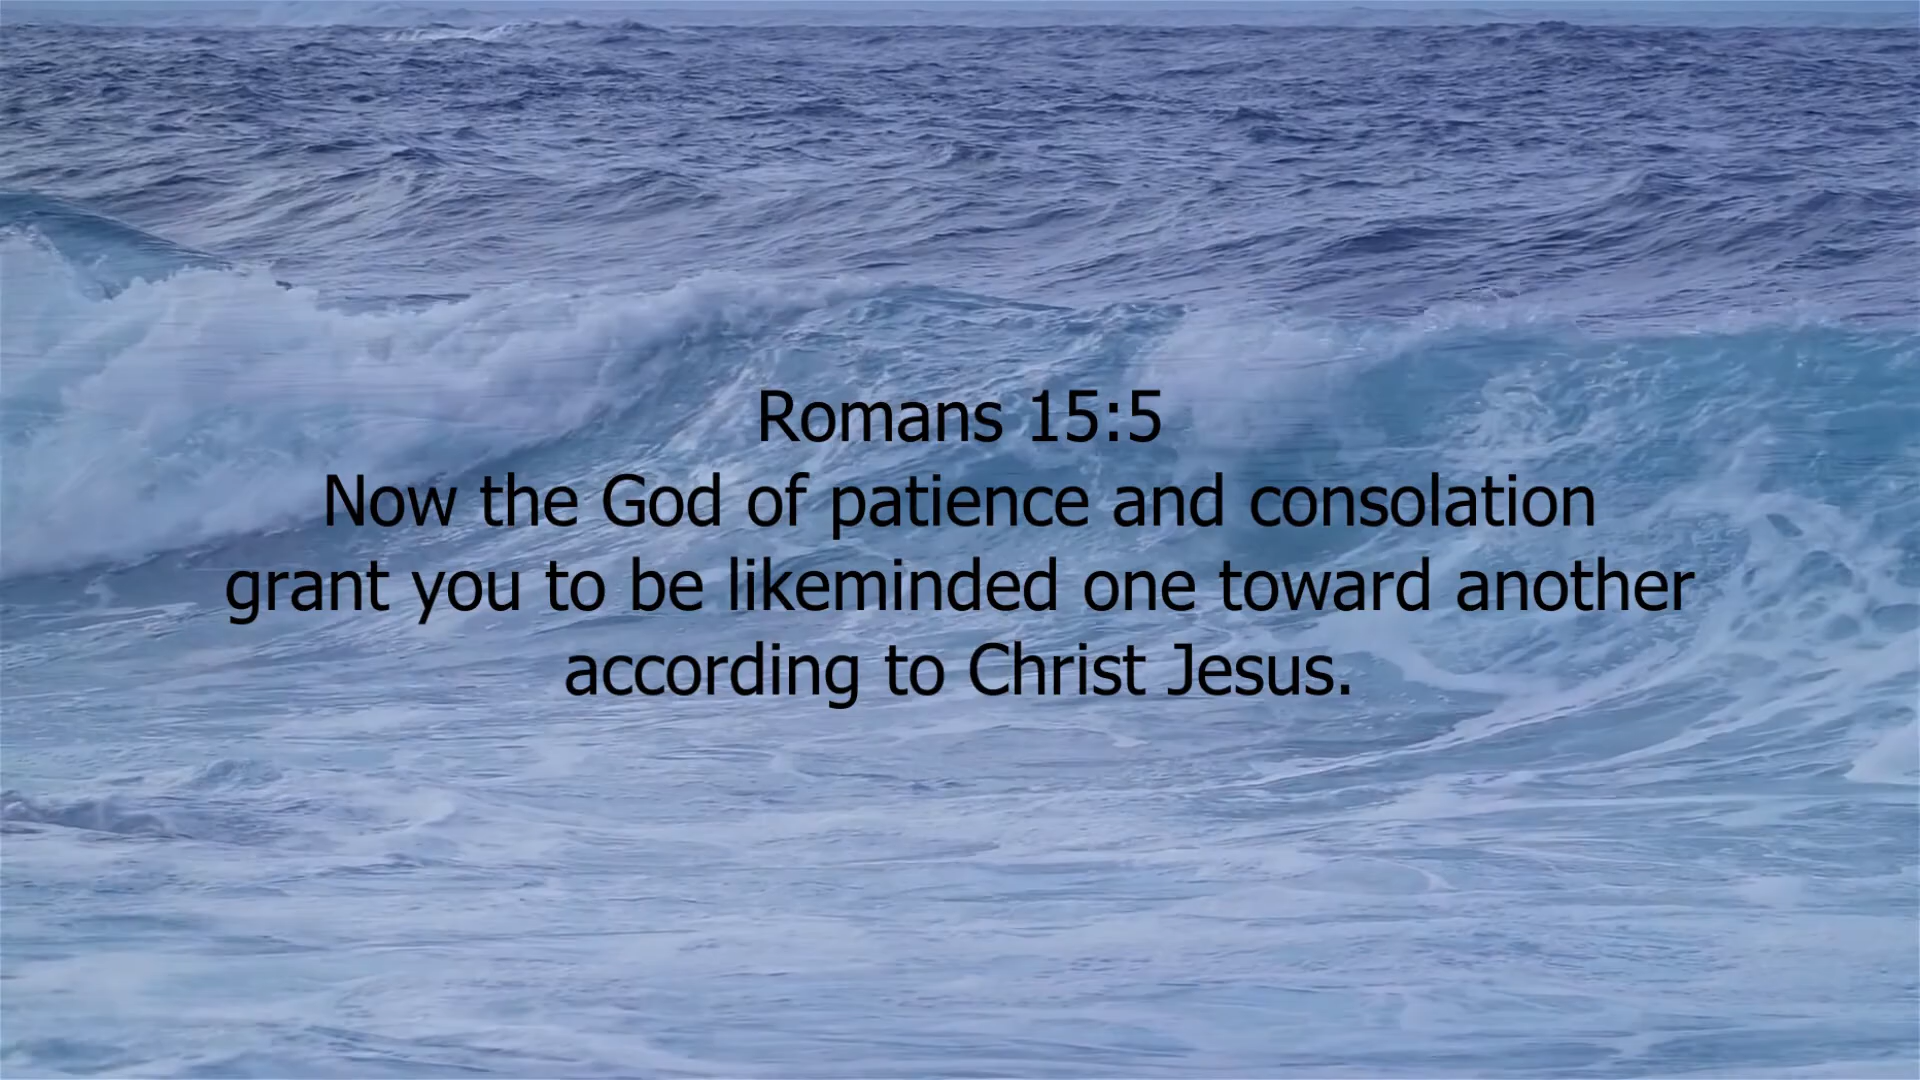 Romans 15:5
Now the God of patience and consolation
grant you to be likeminded one toward another
according to Christ Jesus.